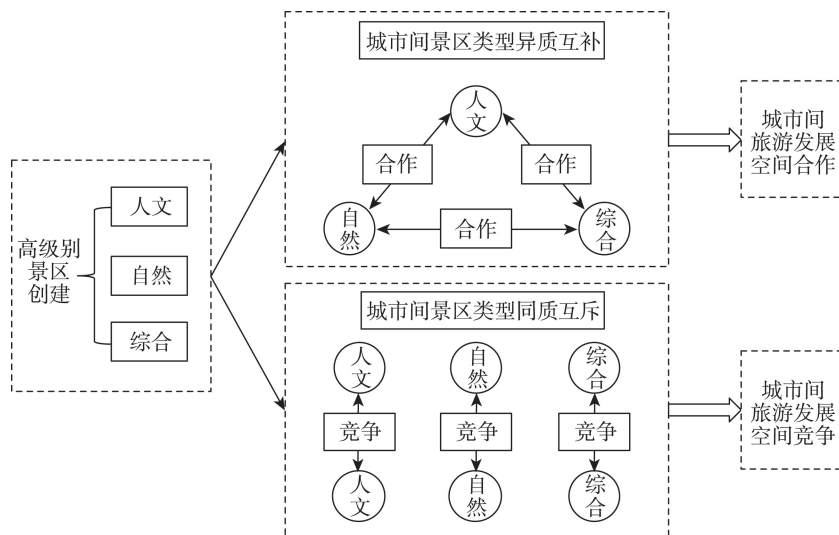 高级别
景区
创建
人文
自然
综合
城市间景区类型异质互补
人
文
合作
合作
自
然
合作
综
合
城市间
旅游发展
空间合作
城市间景区类型同质互斥
人
文
自
然
综
合
竞争
竞争
竞争
人
文
自
然
综
合
城市间
旅游发展
空间竞争